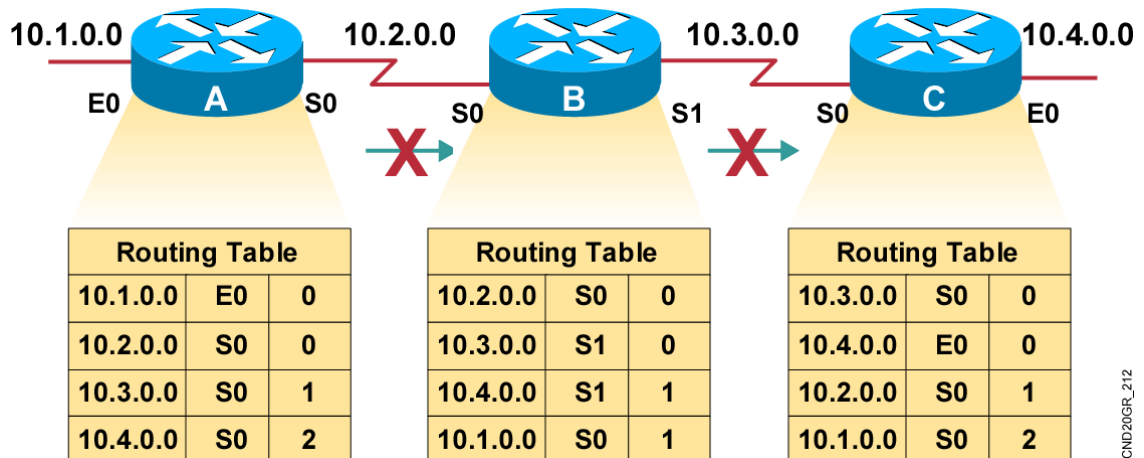 10.1.0.0 10.2.0.0 10.3.0.0 10.4.0.0
E0 A S0 S0 B S1 S0 C E0
X X
Routing Table
10.1.0.0 E0 0
10.2.0.0 S0 0
10.3.0.0 S0 1
10.4.0.0 S0 2
Routing Table
10.2.0.0 S0 0
10.3.0.0 S1 0
10.4.0.0 S1 1
10.1.0.0 S0 1
Routing Table
10.3.0.0 S0 0
10.4.0.0 E0 0
10.2.0.0 S0 1
10.1.0.0 S0 2
CND20GR_212